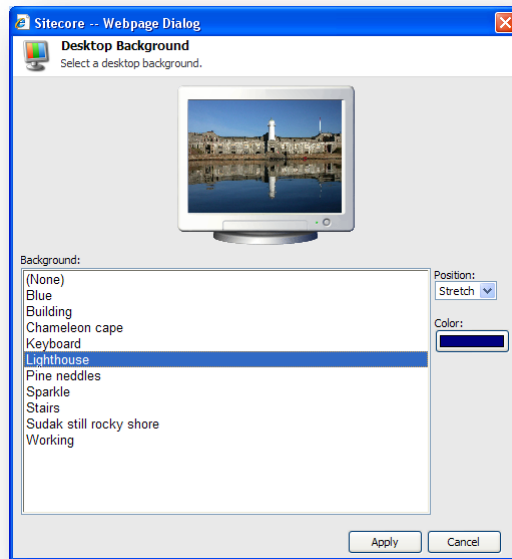 Sitecore -- Webpage Dialog
Desktop Background
Select a desktop background.
Background:
(None)
Blue
Building
Chameleon cape
Keyboard
Lighthouse
Pine neddles
Sparkle
Stairs
Sudak still rocky shore
Working
Position:
Stretch
Color:
Apply
Cancel